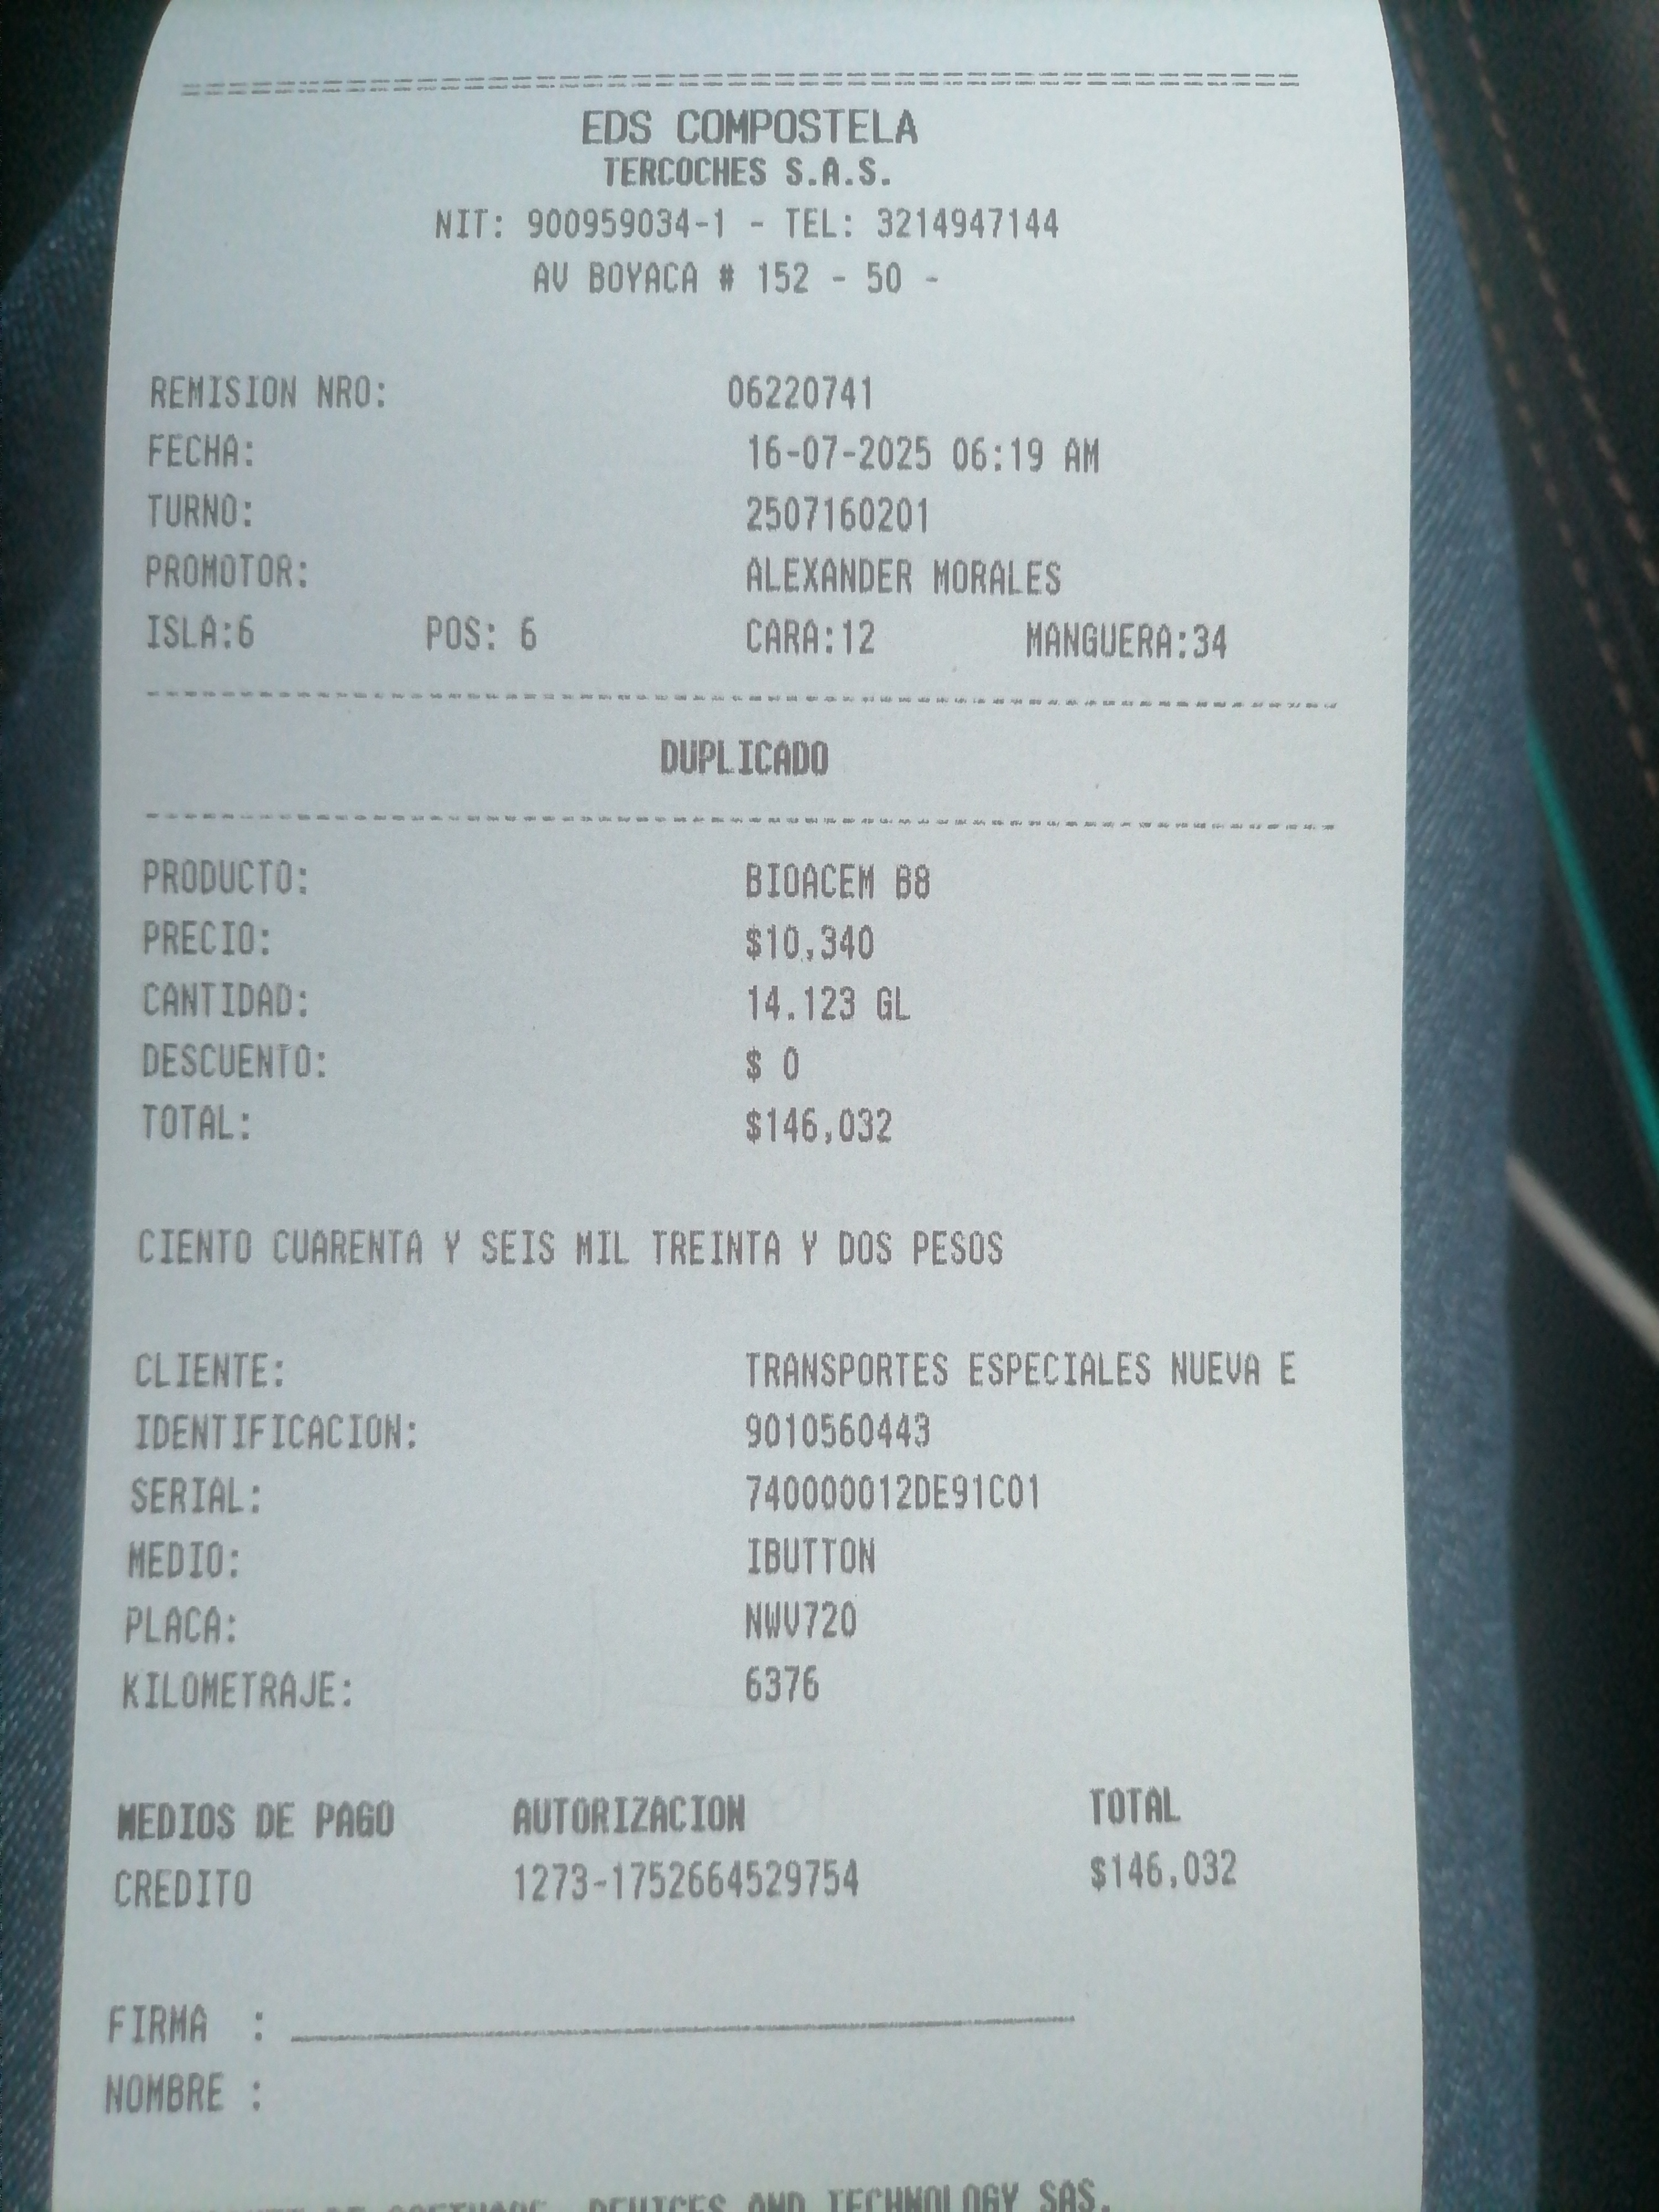 EDS COMPOSTELA
TERCOCHES S.A.S.
NIT: 900959034-1 - TEL: 3214947144
AV BOYACA # 152 - 50 -
REMISION NRO: 06220741
FECHA: 16-07-2025 06:19 AM
TURNO: 2507160201
PROMOTOR: ALEXANDER MORALES
ISLA:6 POS: 6 CARA:12 MANGUERA:34
DUPLICADO
PRODUCTO: BIOACEM B8
PRECIO: $10,340
CANTIDAD: 14.123 GL
DESCUENTO: $ 0
TOTAL: $146,032
CIENTO CUARENTA Y SEIS MIL TREINTA Y DOS PESOS
CLIENTE: TRANSPORTES ESPECIALES NUEVA E
IDENTIFICACION: 9010560443
SERIAL: 740000012DE91C01
MEDIO: IBUTTON
PLACA: NWV720
KILOMETRAJE: 6376
MEDIOS DE PAGO AUTORIZACION TOTAL
CREDITO 1273-1752664529754 $146,032
FIRMA :
NOMBRE :
SOFTWARE, DEVICES AND TECHNOLOGY SAS.